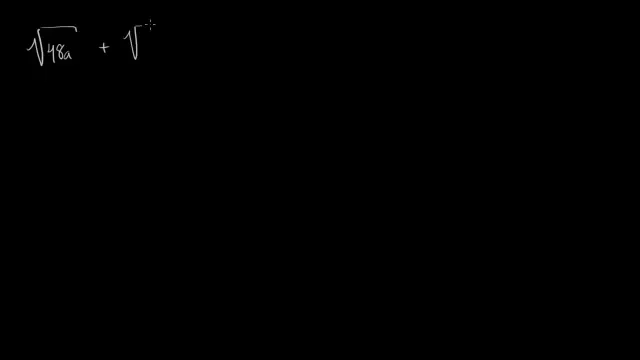 √48a + √